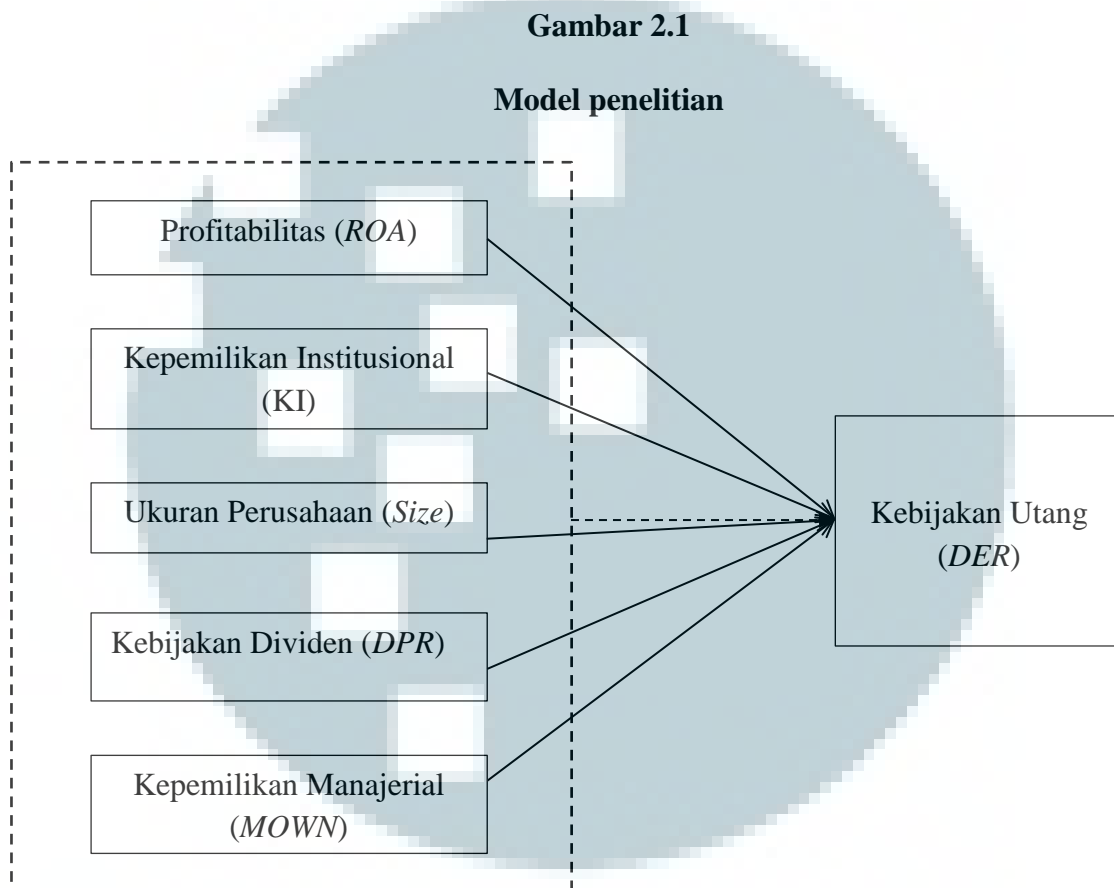 Gambar 2.1
Model penelitian
Profitabilitas (ROA)
Kepemilikan Institusional
(KI)
Ukuran Perusahaan (Size)
Kebijakan Utang
(DER)
Kebijakan Dividen (DPR)
Kepemilikan Manajerial
(MOWN)